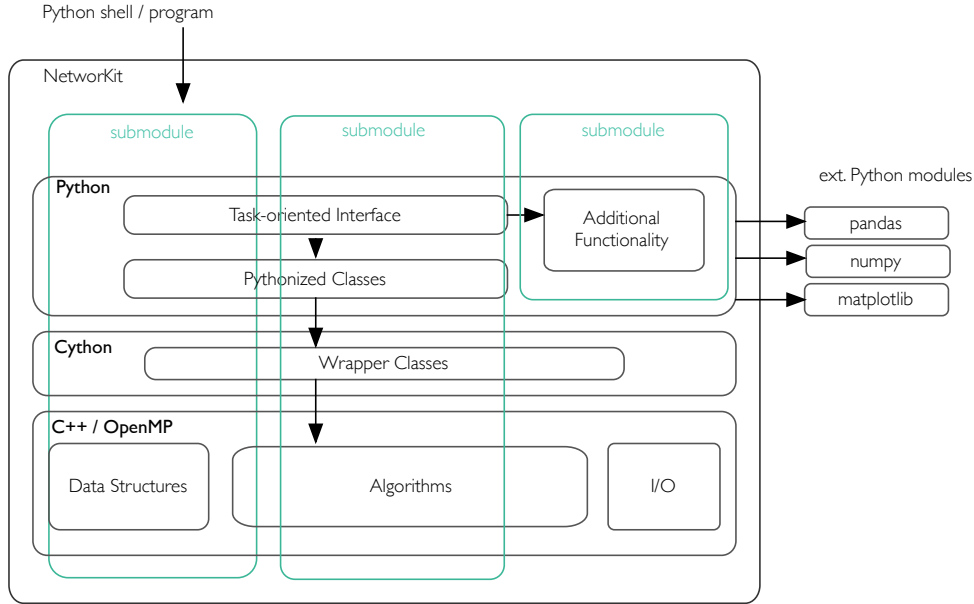 Python shell / program
NetworKit
submodule
submodule
submodule
Python
Task-oriented Interface
Additional
Functionality
Pythonized Classes
ext. Python modules
pandas
numpy
matplotlib
Cython
Wrapper Classes
C++ / OpenMP
Data Structures
Algorithms
I/O